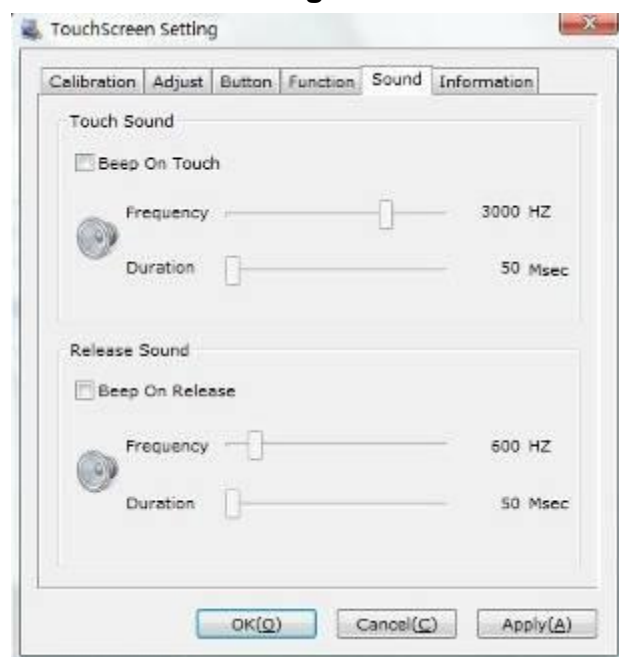 TouchScreen Setting
Calibration Adjust Button Function Sound Information
Touch Sound
Beep On Touch
Frequency 3000 HZ
Duration 50 Msec
Release Sound
Beep On Release
Frequency 600 HZ
Duration 50 Msec
OK(O) Cancel(C) Apply(A)